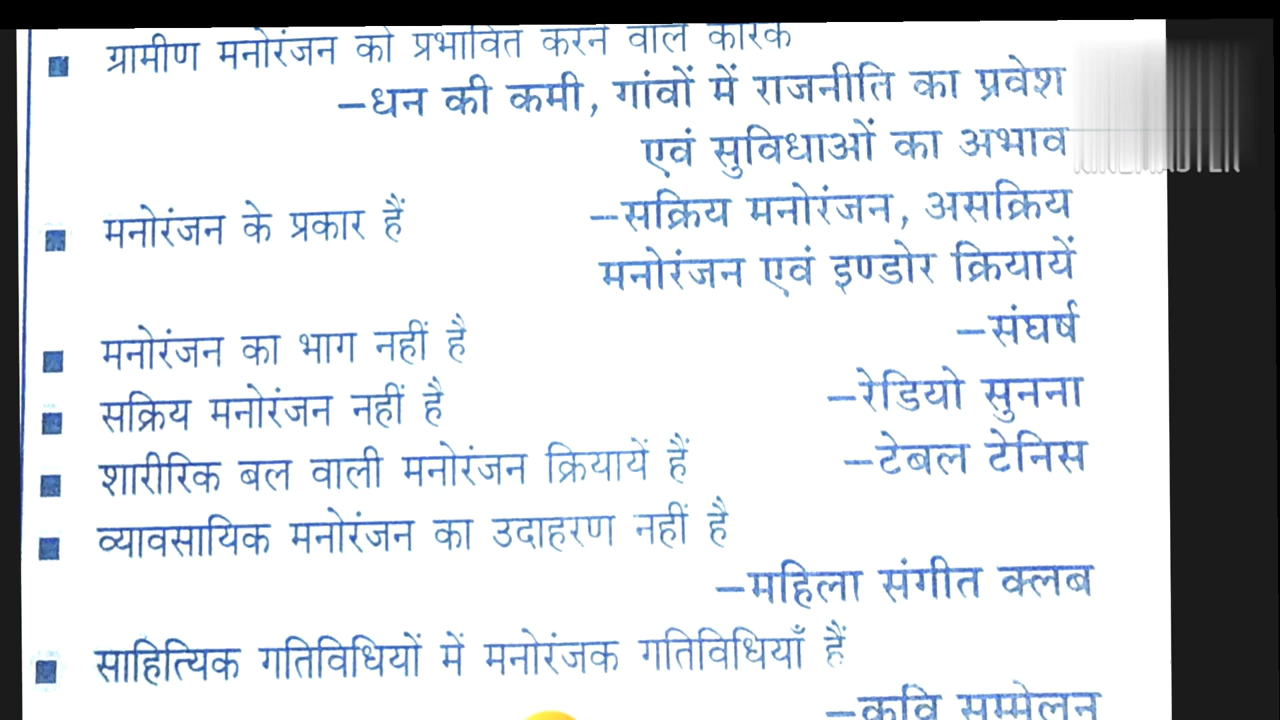 ■ ग्रामीण मनोरंजन को प्रभावित करने वाले कारक
–धन की कमी, गांवों में राजनीति का प्रवेश
एवं सुविधाओं का अभाव
■ मनोरंजन के प्रकार हैं –सक्रिय मनोरंजन, असक्रिय
मनोरंजन एवं इण्डोर क्रियायें
■ मनोरंजन का भाग नहीं है –संघर्ष
■ सक्रिय मनोरंजन नहीं है –रेडियो सुनना
■ शारीरिक बल वाली मनोरंजन क्रियायें हैं –टेबल टेनिस
■ व्यावसायिक मनोरंजन का उदाहरण नहीं है
–महिला संगीत क्लब
■ साहित्यिक गतिविधियों में मनोरंजक गतिविधियाँ हैं
–कवि सम्मेलन